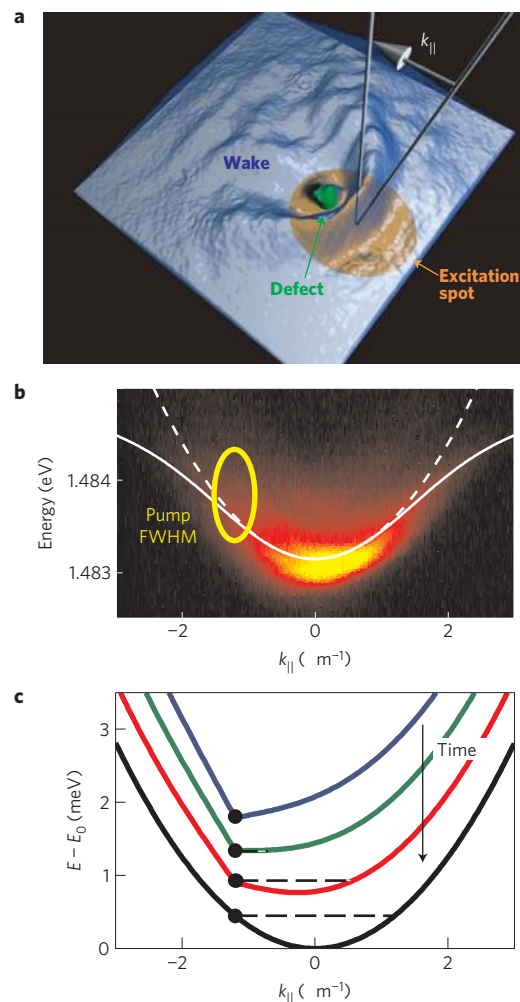 a
k||
Wake
Defect
Excitation
spot
b
Energy (eV)
1.484
1.483
Pump
FWHM
−2
0
2
k|| ( m−1)
c
E − E0
(meV)
3
2
1
0
Time
−2
0
2
k|| ( m−1)